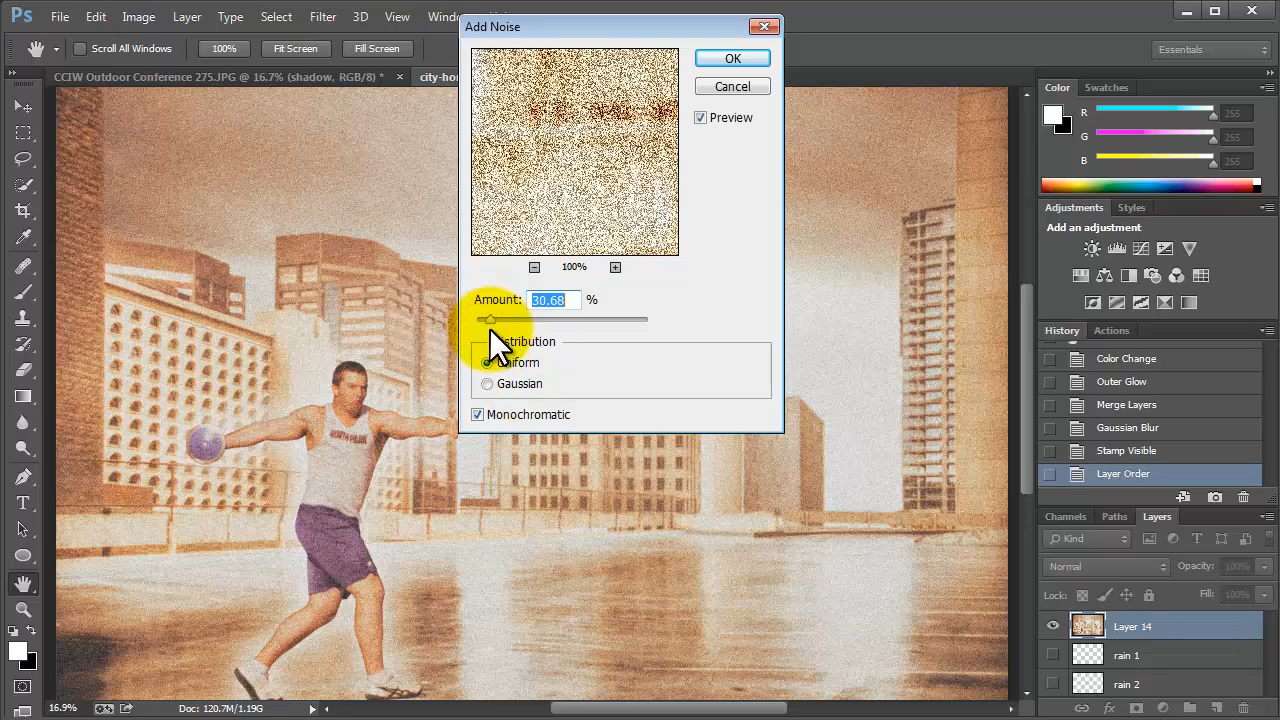 Ps File Edit Image Layer Type Select Filter 3D View
Scroll All Windows 100% Fit Screen Fill Screen Essentials
CCIW Outdoor Conference 275.JPG @ 16.7% (shadow, RGB/8) *
Add Noise
OK
Cancel
Preview
100%
Amount: 30.68 %
Uniform
Gaussian
Monochromatic
NORTH PARK
Color Swatches
R 255
G 255
B 255
Adjustments Styles
Add an adjustment
History Actions
Color Change
Outer Glow
Merge Layers
Gaussian Blur
Stamp Visible
Layer Order
Channels Paths Layers
Kind
Normal Opacity: 100%
Lock: Fill: 100%
Layer 14
rain 1
rain 2
16.9% Doc: 120.7M/1.19G